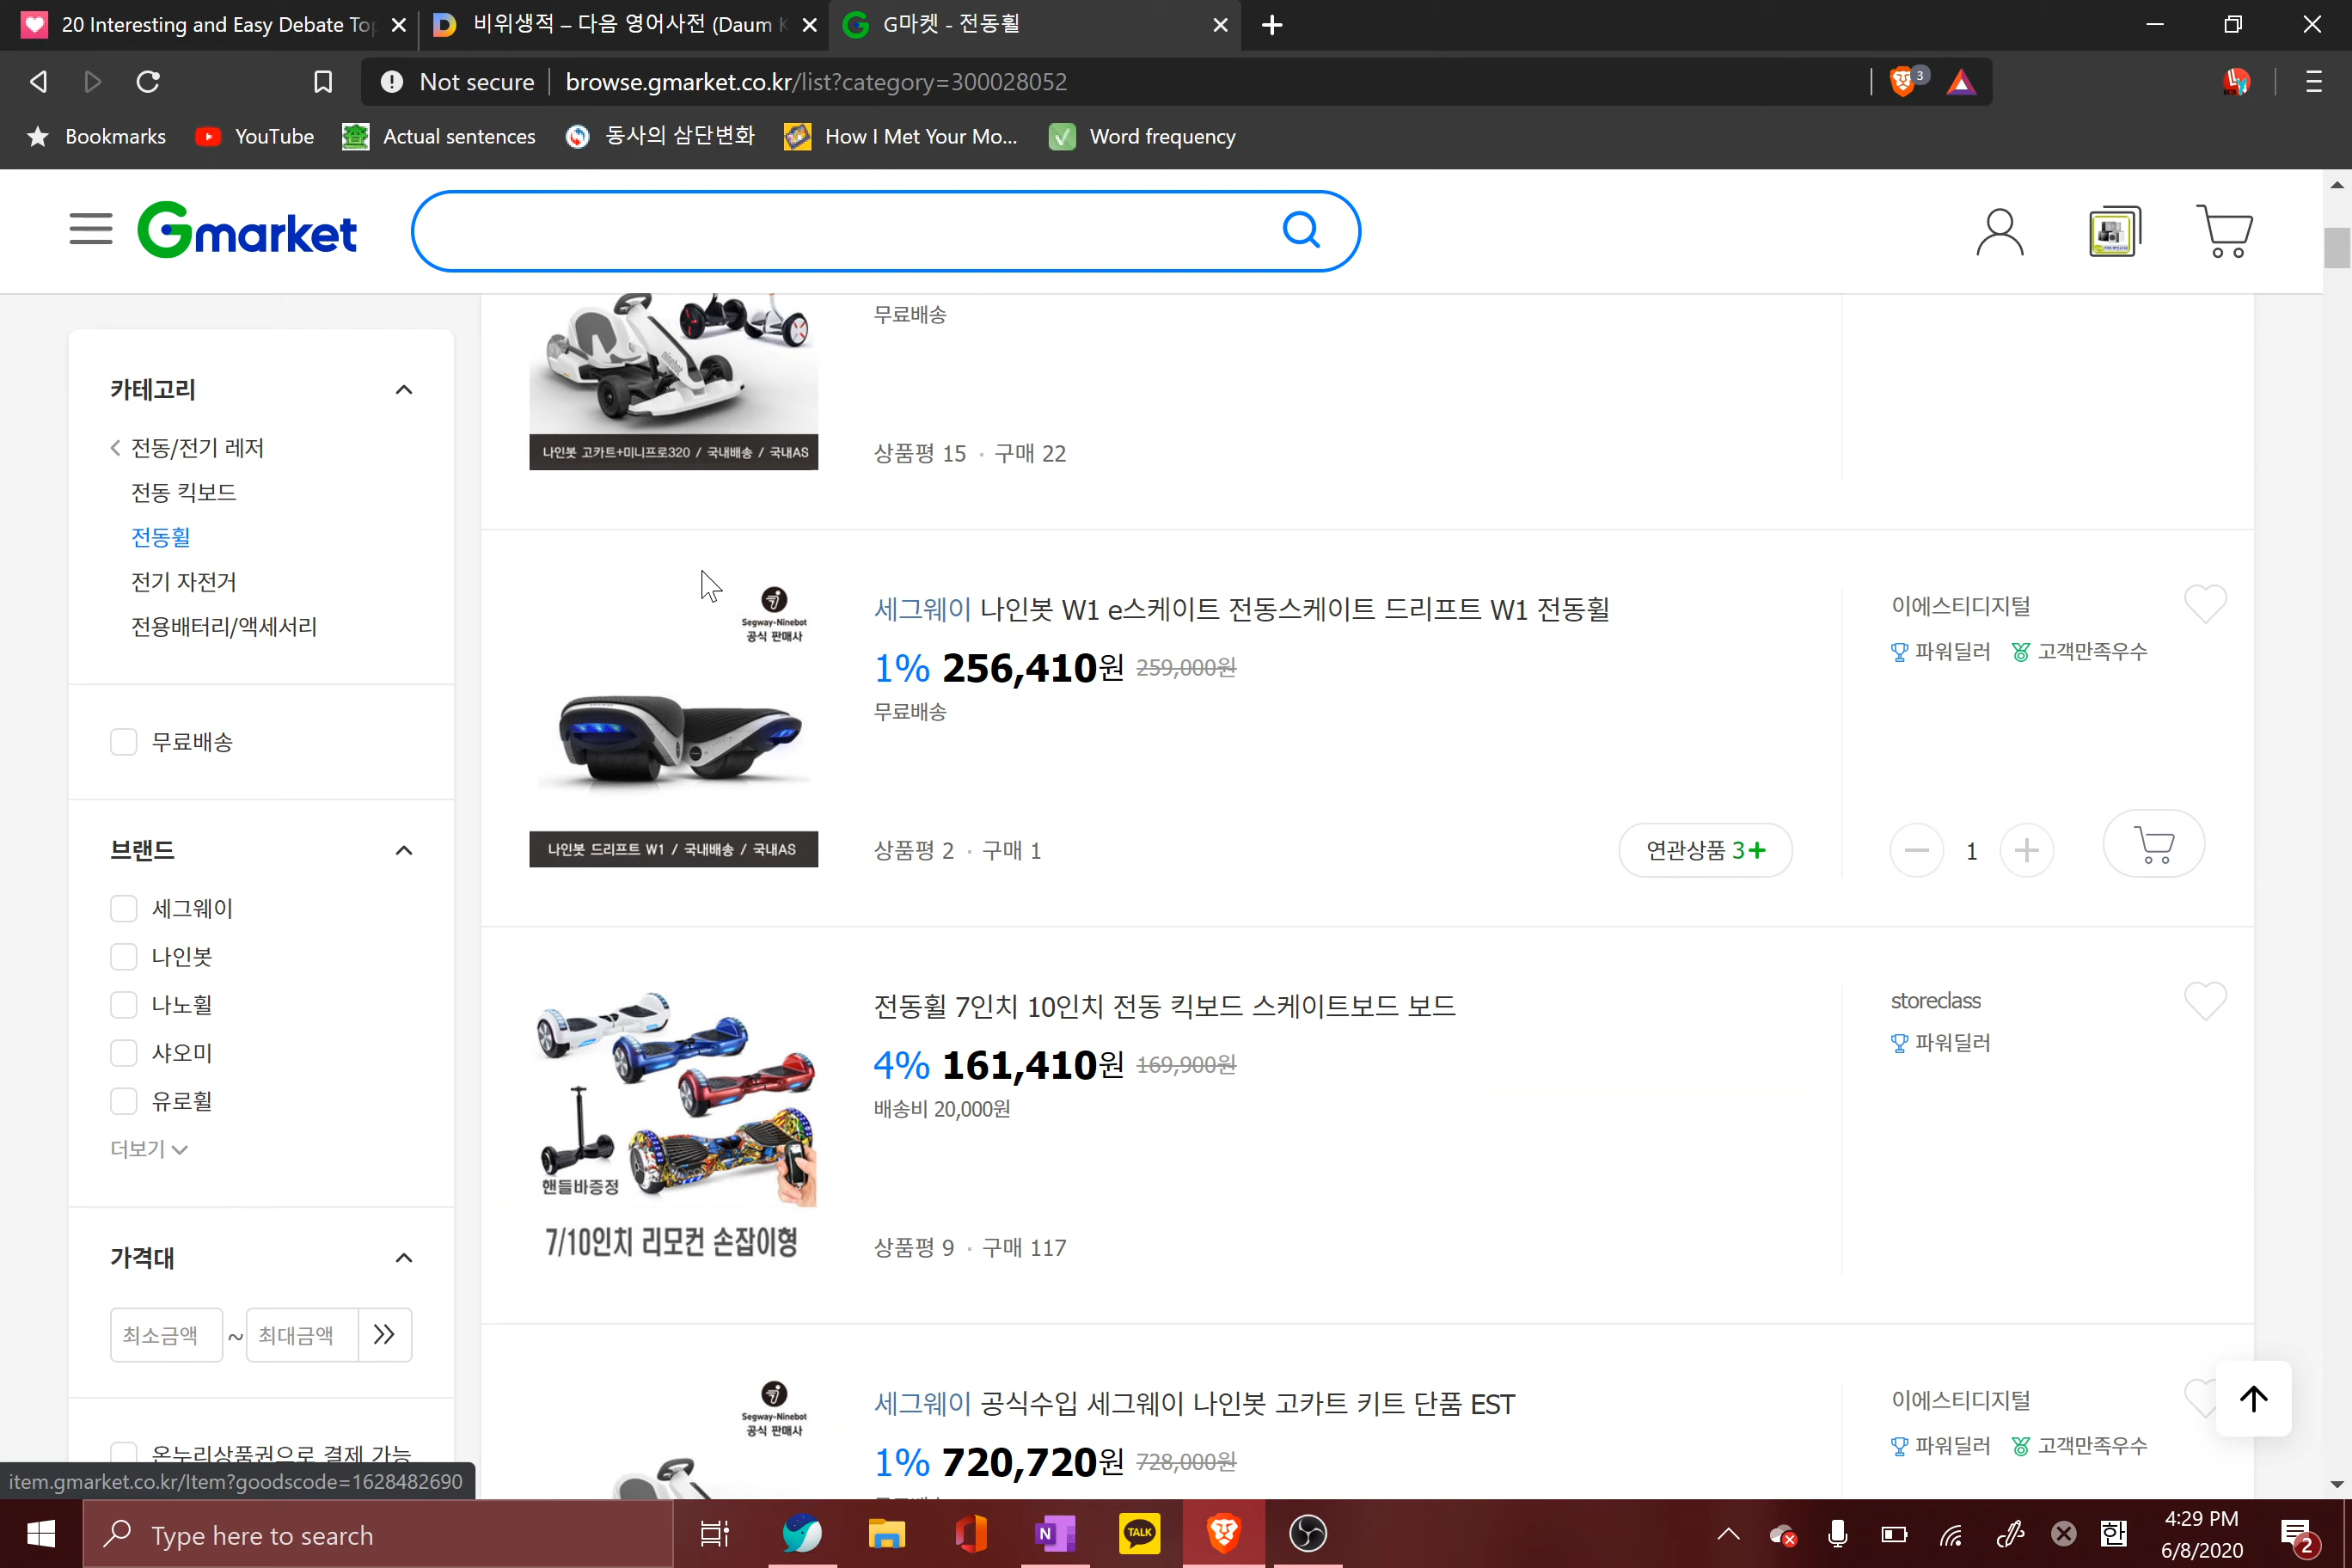 20 Interesting and Easy Debate To
비위생적 – 다음 영어사전 (Daum K
G마켓 - 전동휠
Not secure
browse.gmarket.co.kr/list?category=300028052
3
Bookmarks
YouTube
Actual sentences
동사의 삼단변화
How I Met Your Mo...
Word frequency
Gmarket
카테고리
전동/전기 레저
전동 킥보드
전동휠
전기 자전거
전용배터리/액세서리
무료배송
브랜드
세그웨이
나인봇
나노휠
샤오미
유로휠
더보기
가격대
최소금액 ~ 최대금액
온누리상품권으로 결제 가능
item.gmarket.co.kr/Item?goodscode=1628482690
ninebot
나인봇 고카트+미니프로320 / 국내배송 / 국내AS
무료배송
상품평 15 · 구매 22
Segway-Ninebot
공식 판매사
나인봇 드리프트 W1 / 국내배송 / 국내AS
세그웨이 나인봇 W1 e스케이트 전동스케이트 드리프트 W1 전동휠
1% 256,410원 259,000원
무료배송
상품평 2 · 구매 1
연관상품 3+
이에스티디지털
파워딜러 고객만족우수
1
핸들바증정
7/10인치 리모컨 손잡이형
전동휠 7인치 10인치 전동 킥보드 스케이트보드 보드
4% 161,410원 169,900원
배송비 20,000원
상품평 9 · 구매 117
storeclass
파워딜러
Segway-Ninebot
공식 판매사
세그웨이 공식수입 세그웨이 나인봇 고카트 키트 단품 EST
1% 720,720원 728,000원
이에스티디지털
파워딜러 고객만족우수
Type here to search
N
TALK
한
4:29 PM
6/8/2020
2